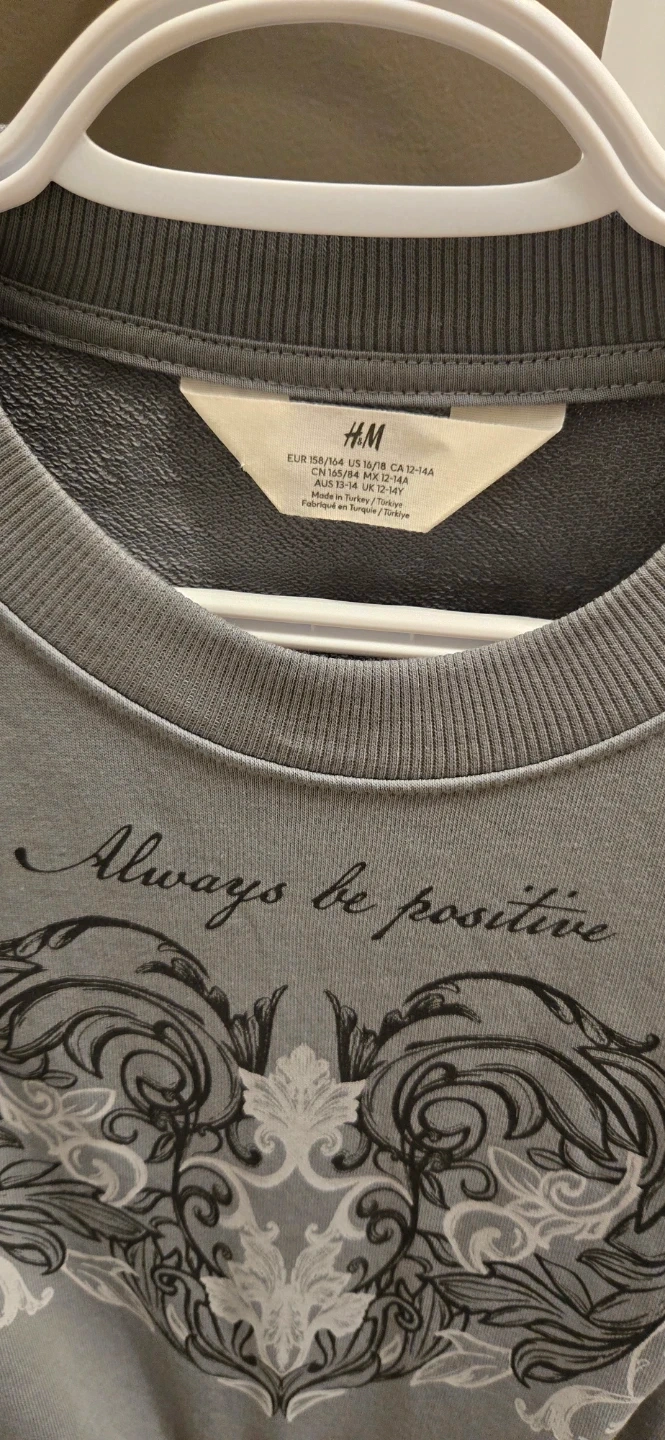 H&M
EUR 158/164 US 16/18 CA 12-14A
CN 165/84 MX 12-14A
AUS 13-14 UK 12-14Y
Made in Turkey / Türkiye
Fabriqué en Turquie / Türkiye
Always be positive